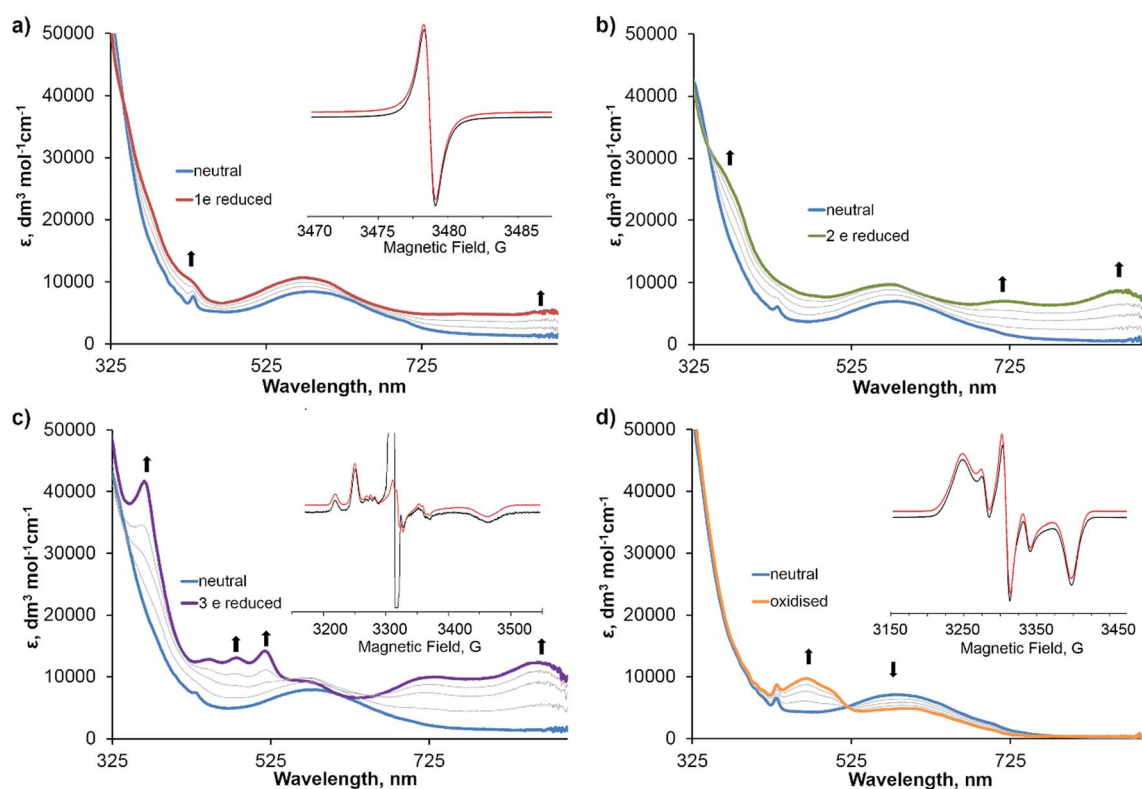 a)
50000
40000
30000
20000
10000
0
ε, dm³ mol⁻¹cm⁻¹
neutral
1e reduced
3470 3475 3480 3485
Magnetic Field, G
325 525 725
Wavelength, nm
b)
50000
40000
30000
20000
10000
0
ε, dm³ mol⁻¹cm⁻¹
neutral
2 e reduced
325 525 725
Wavelength, nm
c)
50000
40000
30000
20000
10000
0
ε, dm³ mol⁻¹cm⁻¹
neutral
3 e reduced
3200 3300 3400 3500
Magnetic Field, G
325 525 725
Wavelength, nm
d)
50000
40000
30000
20000
10000
0
ε, dm³ mol⁻¹cm⁻¹
neutral
oxidised
3150 3250 3350 3450
Magnetic Field, G
325 525 725
Wavelength, nm